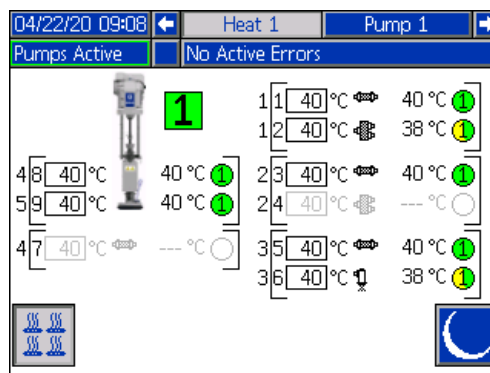 04/22/20 09:08 Heat 1 Pump 1
Pumps Active No Active Errors
1
1 1 40 °C 40 °C 1
1 2 40 °C 38 °C 1
4 8 40 °C 40 °C 1
2 3 40 °C 40 °C 1
5 9 40 °C 40 °C 1
2 4 40 °C --- °C
4 7 40 °C --- °C
3 5 40 °C 40 °C 1
3 6 40 °C 38 °C 1